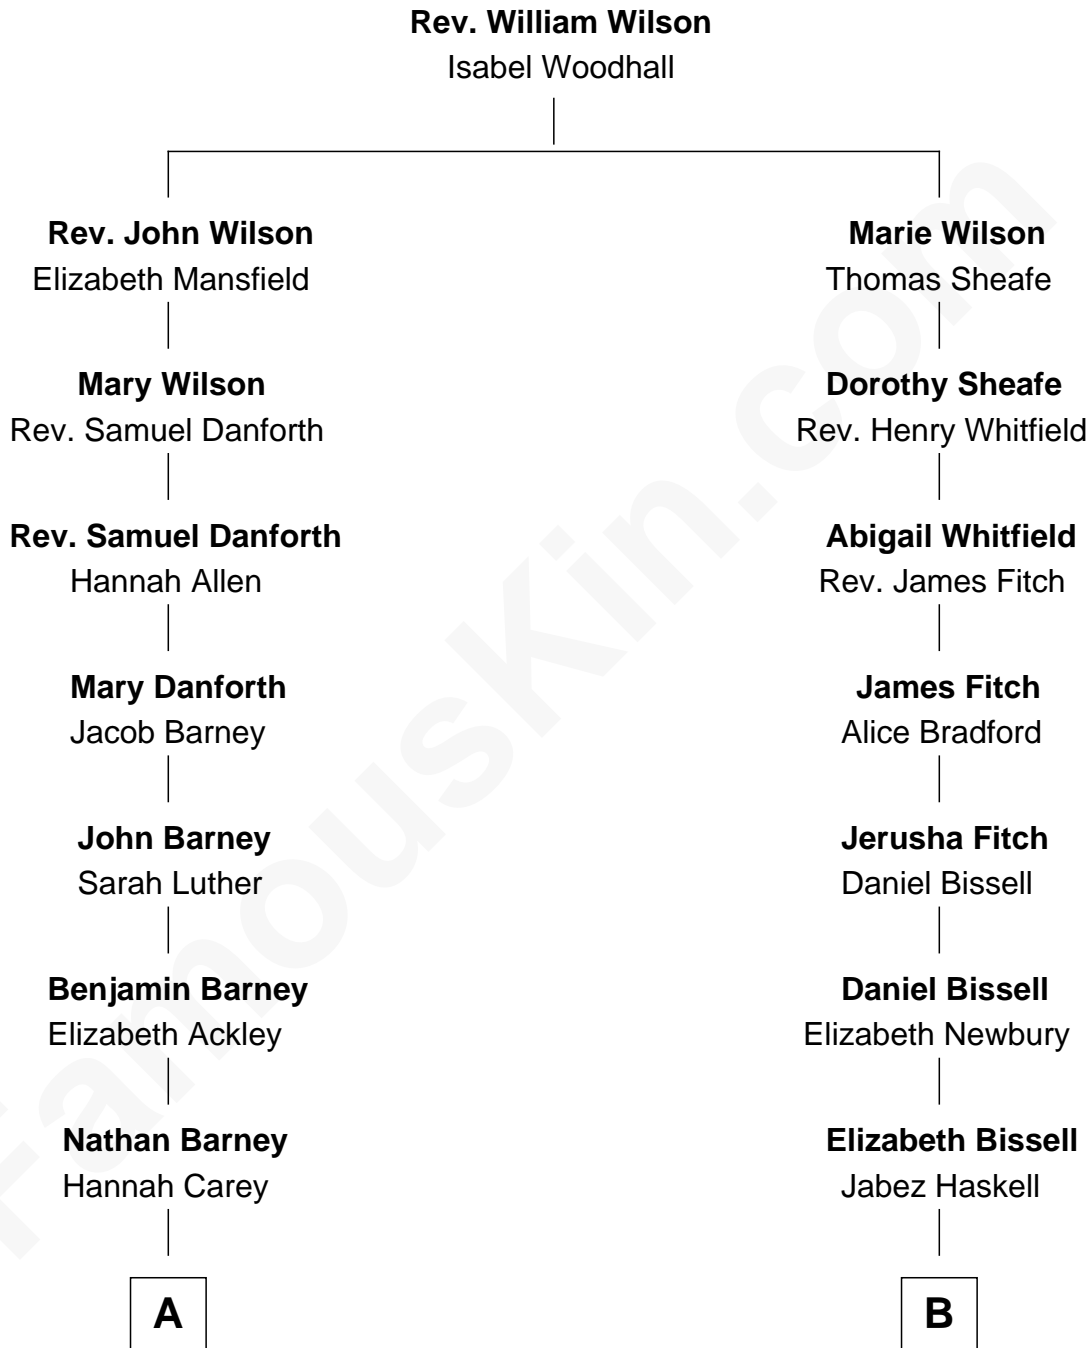 Rev. William Wilson
Isabel Woodhall
Rev. John Wilson
Elizabeth Mansfield
Marie Wilson
Thomas Sheafe
Mary Wilson
Rev. Samuel Danforth
Dorothy Sheafe
Rev. Henry Whitfield
Rev. Samuel Danforth
Hannah Allen
Abigail Whitfield
Rev. James Fitch
Mary Danforth
Jacob Barney
James Fitch
Alice Bradford
John Barney
Sarah Luther
Jerusha Fitch
Daniel Bissell
Benjamin Barney
Elizabeth Ackley
Daniel Bissell
Elizabeth Newbury
Nathan Barney
Hannah Carey
Elizabeth Bissell
Jabez Haskell
A
B
FamousKin.com